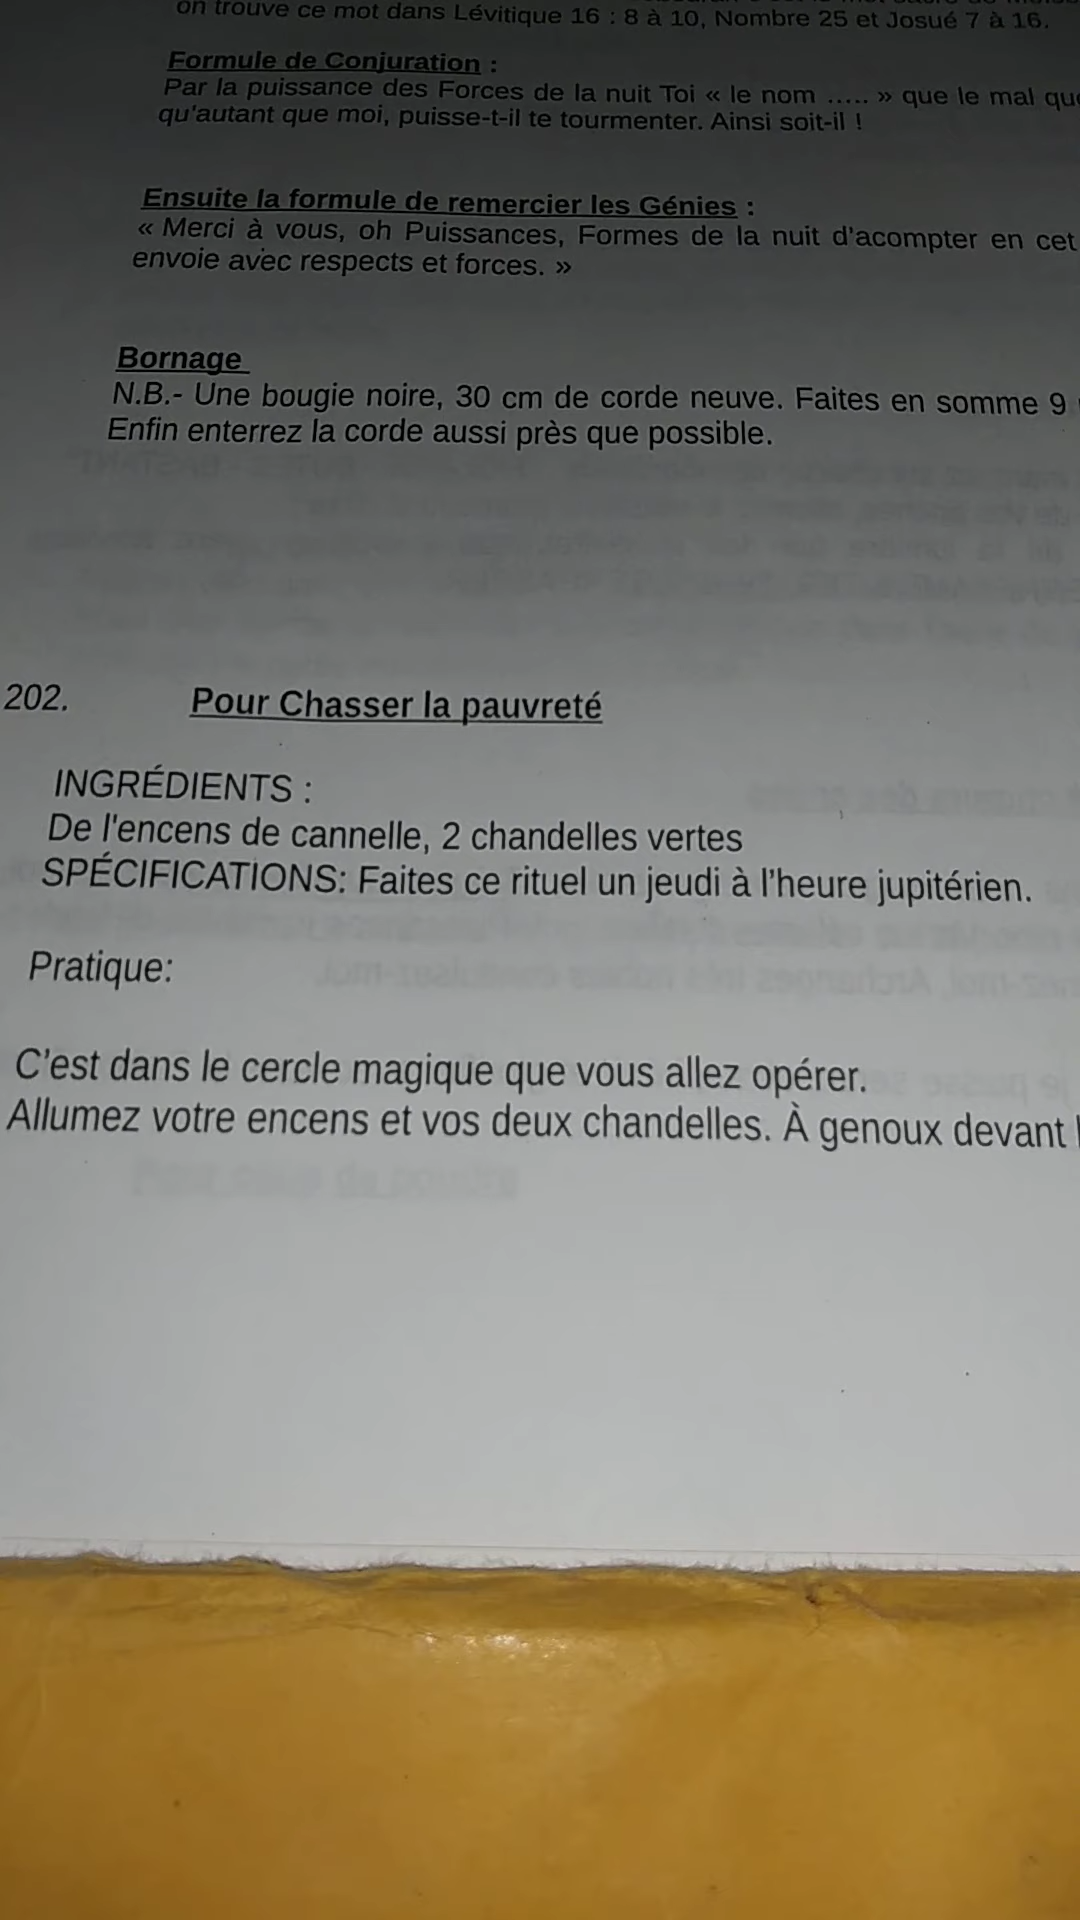 on trouve ce mot dans Lévitique 16 : 8 à 10, Nombre 25 et Josué 7 à 16.
Formule de Conjuration :
Par la puissance des Forces de la nuit Toi « le nom ..... » que le mal que
qu'autant que moi, puisse-t-il te tourmenter. Ainsi soit-il !
Ensuite la formule de remercier les Génies :
« Merci à vous, oh Puissances, Formes de la nuit d'acompter en cet
envoie avec respects et forces. »
Bornage
N.B.- Une bougie noire, 30 cm de corde neuve. Faites en somme 9
Enfin enterrez la corde aussi près que possible.
202. Pour Chasser la pauvreté
INGRÉDIENTS :
De l'encens de cannelle, 2 chandelles vertes
SPÉCIFICATIONS: Faites ce rituel un jeudi à l’heure jupitérien.
Pratique:
C’est dans le cercle magique que vous allez opérer.
Allumez votre encens et vos deux chandelles. À genoux devant